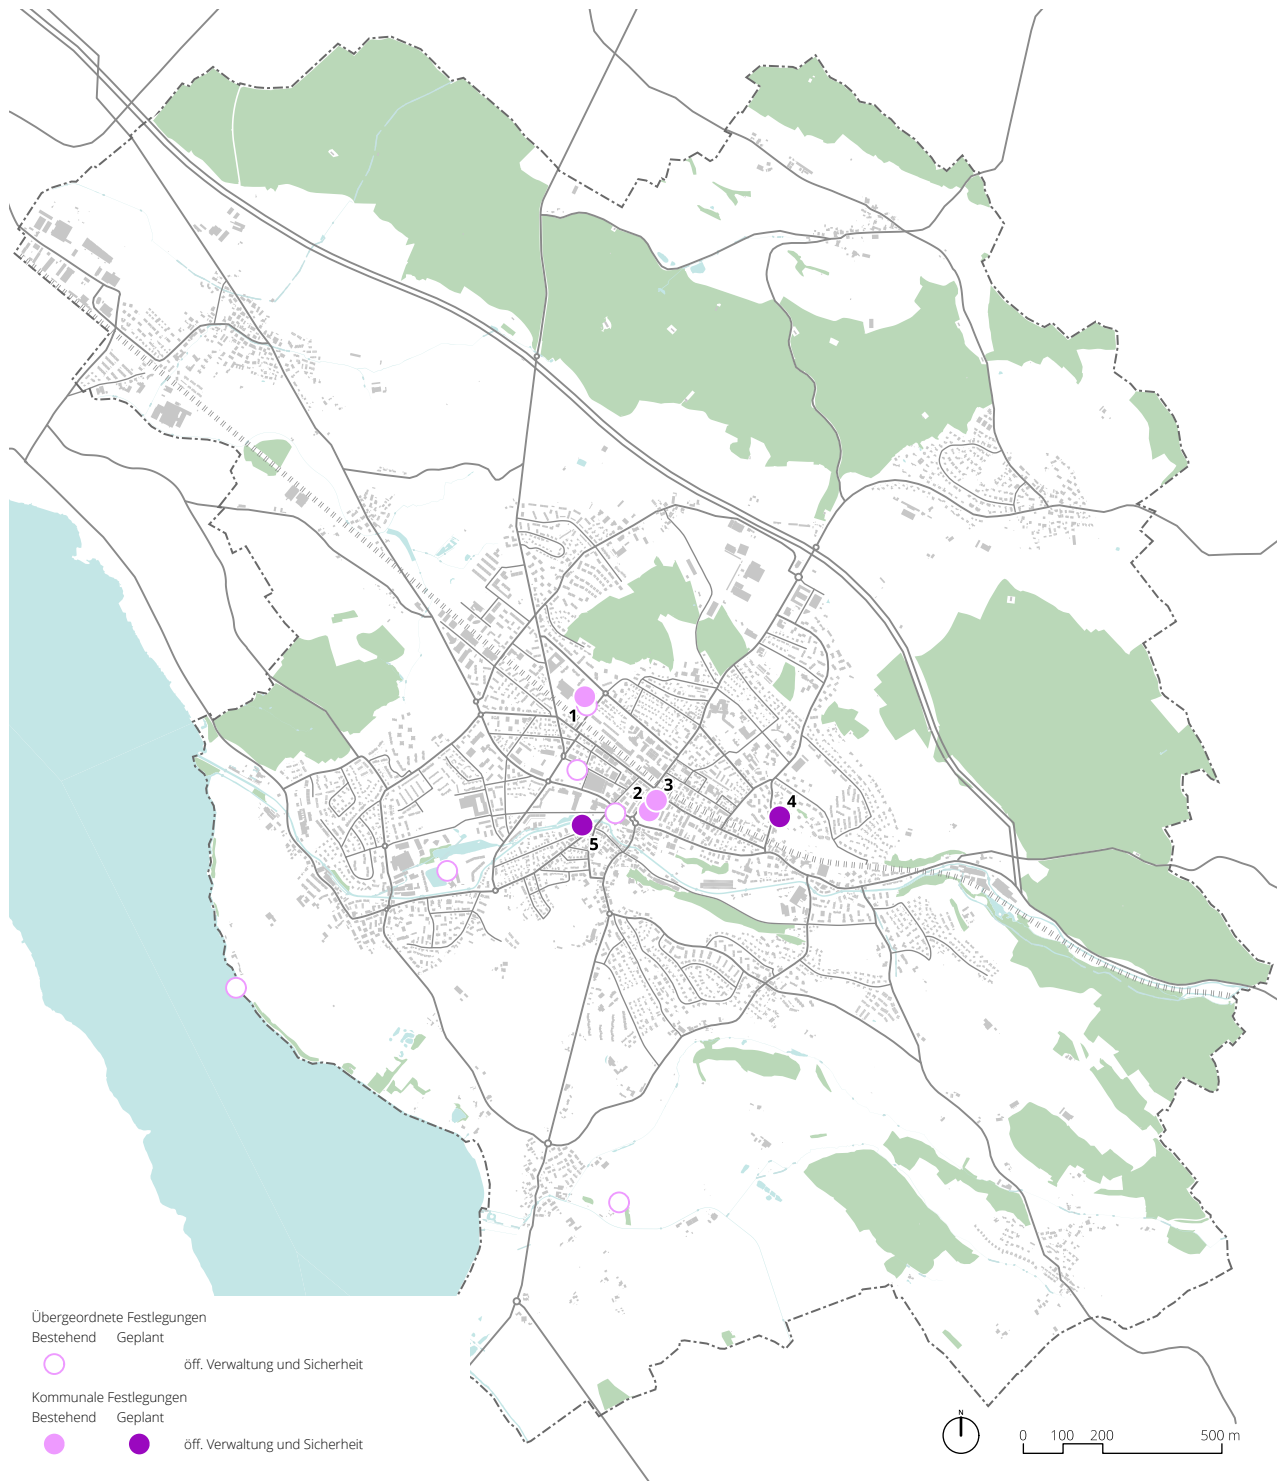 1
2
3
4
5
Übergeordnete Festlegungen
Bestehend Geplant
öff. Verwaltung und Sicherheit
Kommunale Festlegungen
Bestehend Geplant
öff. Verwaltung und Sicherheit
N
0 100 200 500 m